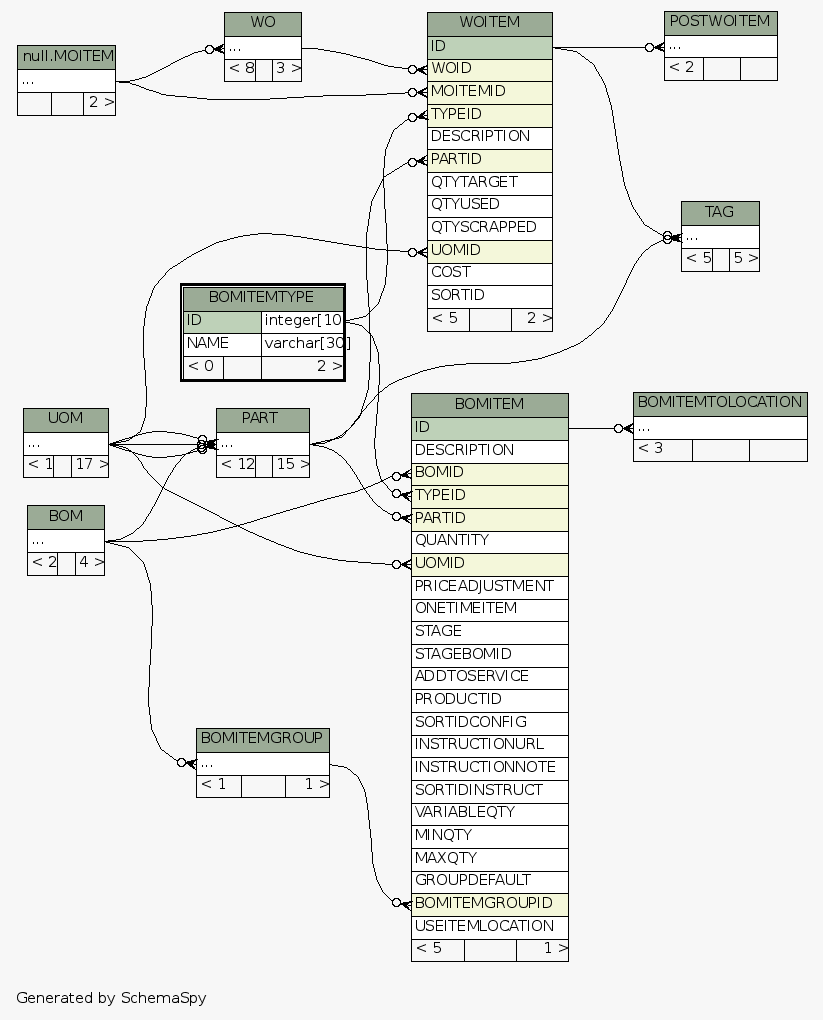 WO
...
< 8 3 >
null.MOITEM
...
2 >
WOITEM
ID
WOID
MOITEMID
TYPEID
DESCRIPTION
PARTID
QTYTARGET
QTYUSED
QTYSCRAPPED
UOMID
COST
SORTID
< 5 2 >
POSTWOITEM
...
< 2
TAG
...
< 5 5 >
BOMITEMTYPE
ID integer[10
NAME varchar[30]
< 0 2 >
UOM
...
< 1 17 >
PART
...
< 12 15 >
BOM
...
< 2 4 >
BOMITEM
ID
DESCRIPTION
BOMID
TYPEID
PARTID
QUANTITY
UOMID
PRICEADJUSTMENT
ONETIMEITEM
STAGE
STAGEBOMID
ADDTOSERVICE
PRODUCTID
SORTIDCONFIG
INSTRUCTIONURL
INSTRUCTIONNOTE
SORTIDINSTRUCT
VARIABLEQTY
MINQTY
MAXQTY
GROUPDEFAULT
BOMITEMGROUPID
USEITEMLOCATION
< 5 1 >
BOMITEMTOLOCATION
...
< 3
BOMITEMGROUP
...
< 1 1 >
Generated by SchemaSpy